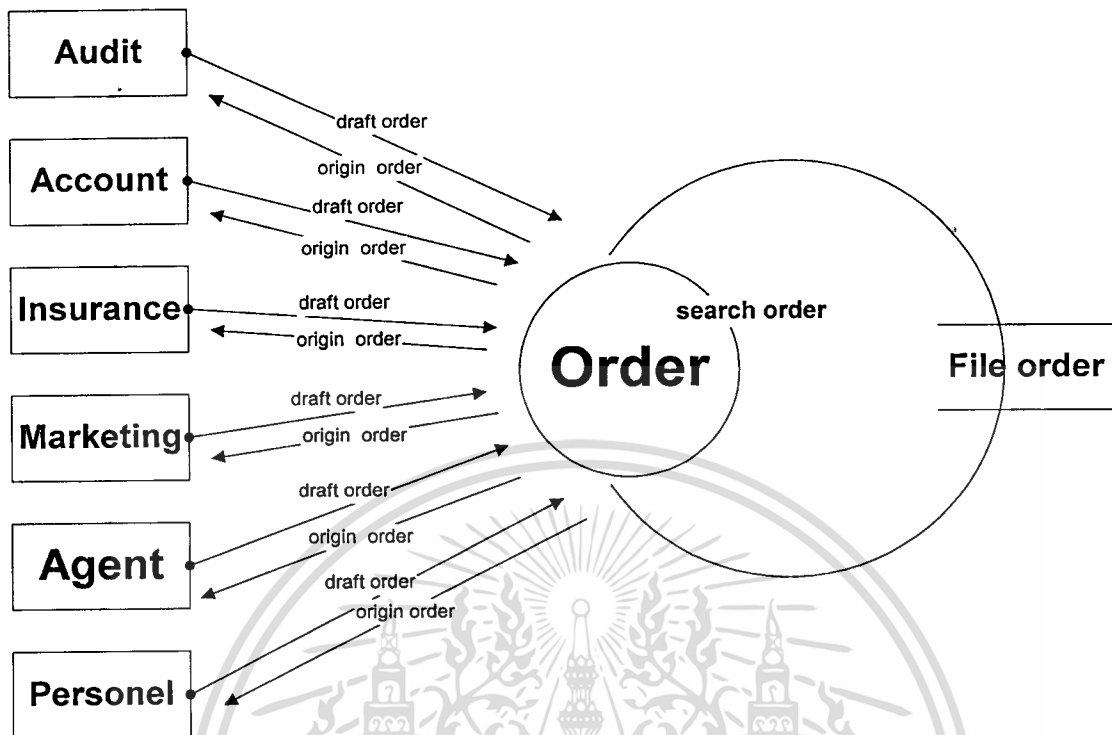 Audit
draft order
origin order
Account
draft order
origin order
Insurance
draft order
origin order
search order
Order
File order
Marketing
draft order
origin order
Agent
draft order
origin order
Personel
draft order
origin order